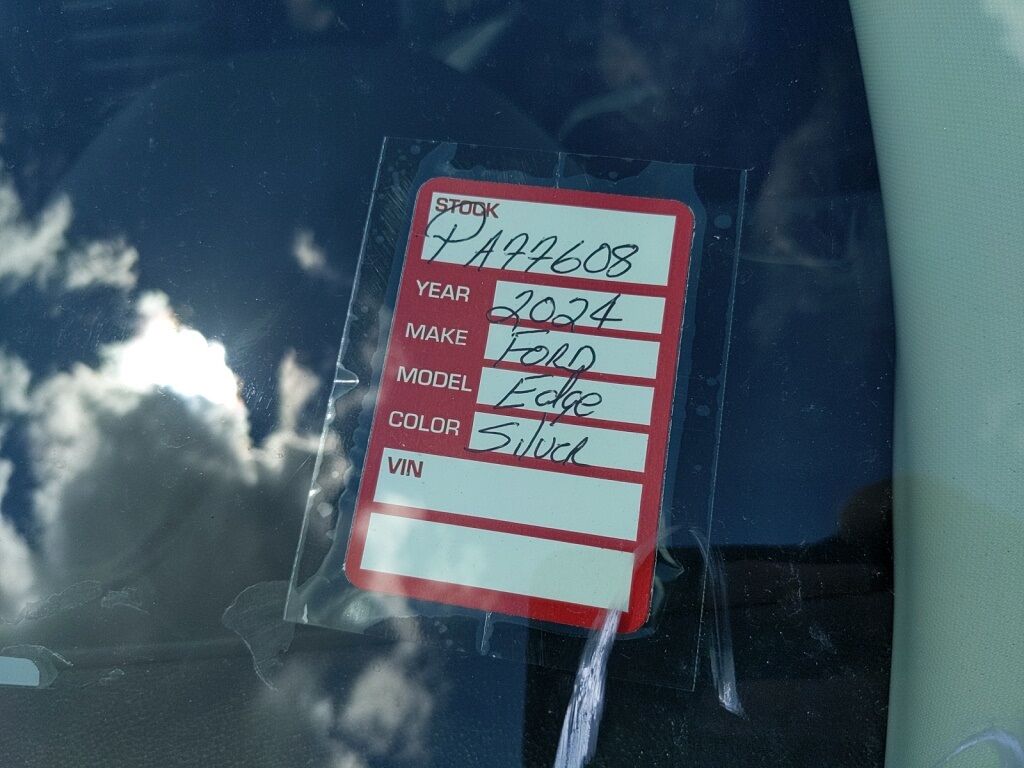 STOCK
PA77608
YEAR 2024
MAKE FORD
MODEL Edge
COLOR Silver
VIN